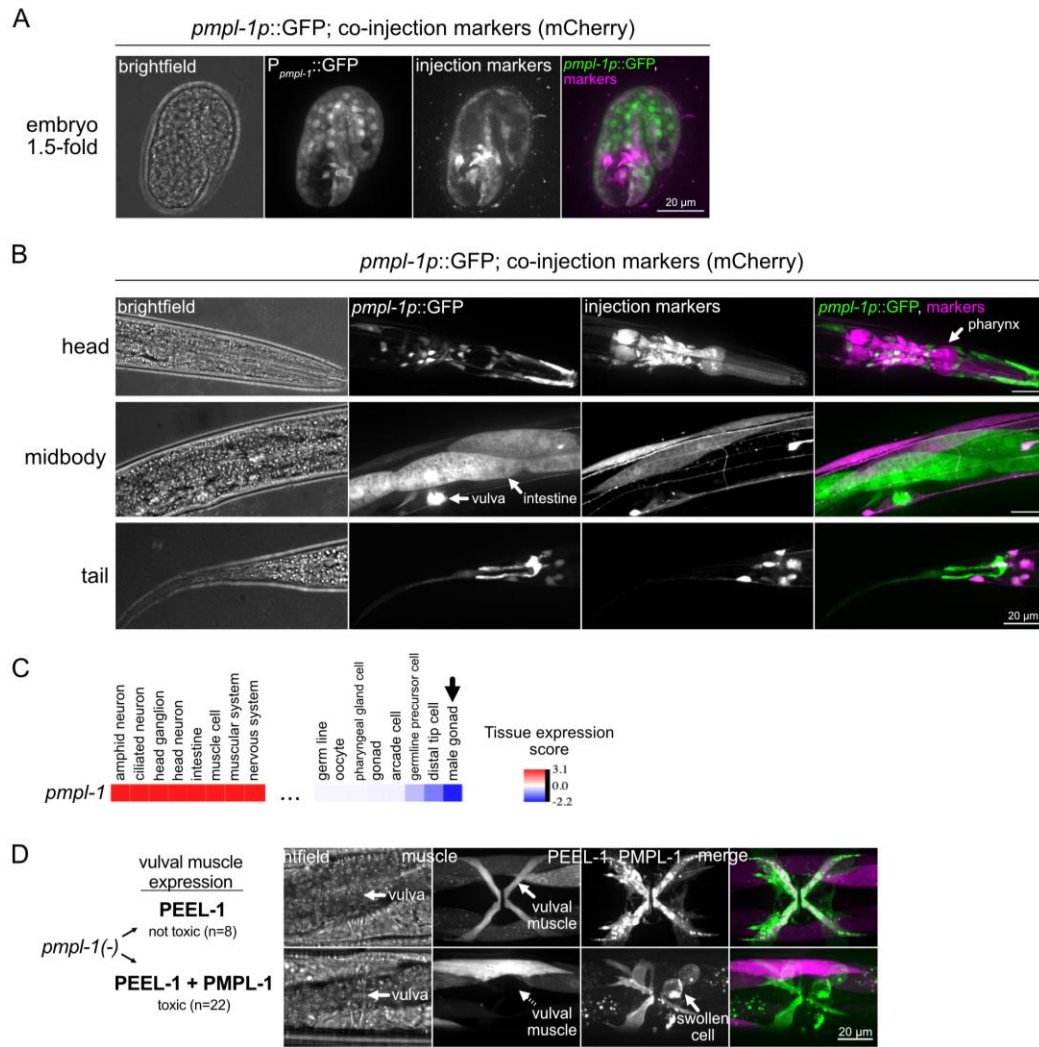 A
pmpl-1p::GFP; co-injection markers (mCherry)
brightfield
Ppmpl-1::GFP
injection markers
pmpl-1p::GFP,
markers
embryo
1.5-fold
20 µm
B
pmpl-1p::GFP; co-injection markers (mCherry)
brightfield
pmpl-1p::GFP
injection markers
pmpl-1p::GFP, markers
head
pharynx
midbody
vulva
intestine
tail
20 µm
C
amphid neuron
ciliated neuron
head ganglion
head neuron
intestine
muscle cell
muscular system
nervous system
germ line
oocyte
pharyngeal gland cell
gonad
arcade cell
germline precursor cell
distal tip cell
male gonad
Tissue expression
score
3.1
0.0
-2.2
pmpl-1
...
D
vulval muscle
expression
PEEL-1
not toxic (n=8)
pmpl-1(-)
PEEL-1 + PMPL-1
toxic (n=22)
htfield
muscle
PEEL-1, PMPL-1
merge
vulva
vulval
muscle
vulva
vulval
muscle
swollen
cell
20 µm